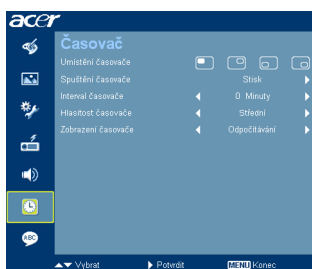 acer
Časovač
Umístění časovače
Spuštění časovače Stisk
Interval časovače 0 Minuty
Hlasitost časovače Střední
Zobrazení časovače Odpočítávání
ABC
Vybrat Potvrdit MENU Konec